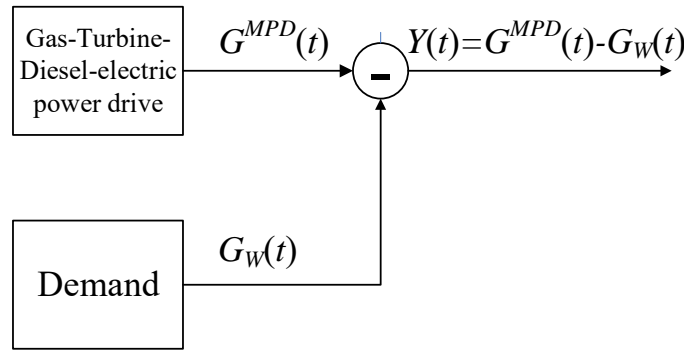 Gas-Turbine-
Diesel-electric
power drive
G^{MPD}(t)
-
Y(t)=G^{MPD}(t)-G_W(t)
Demand
G_W(t)